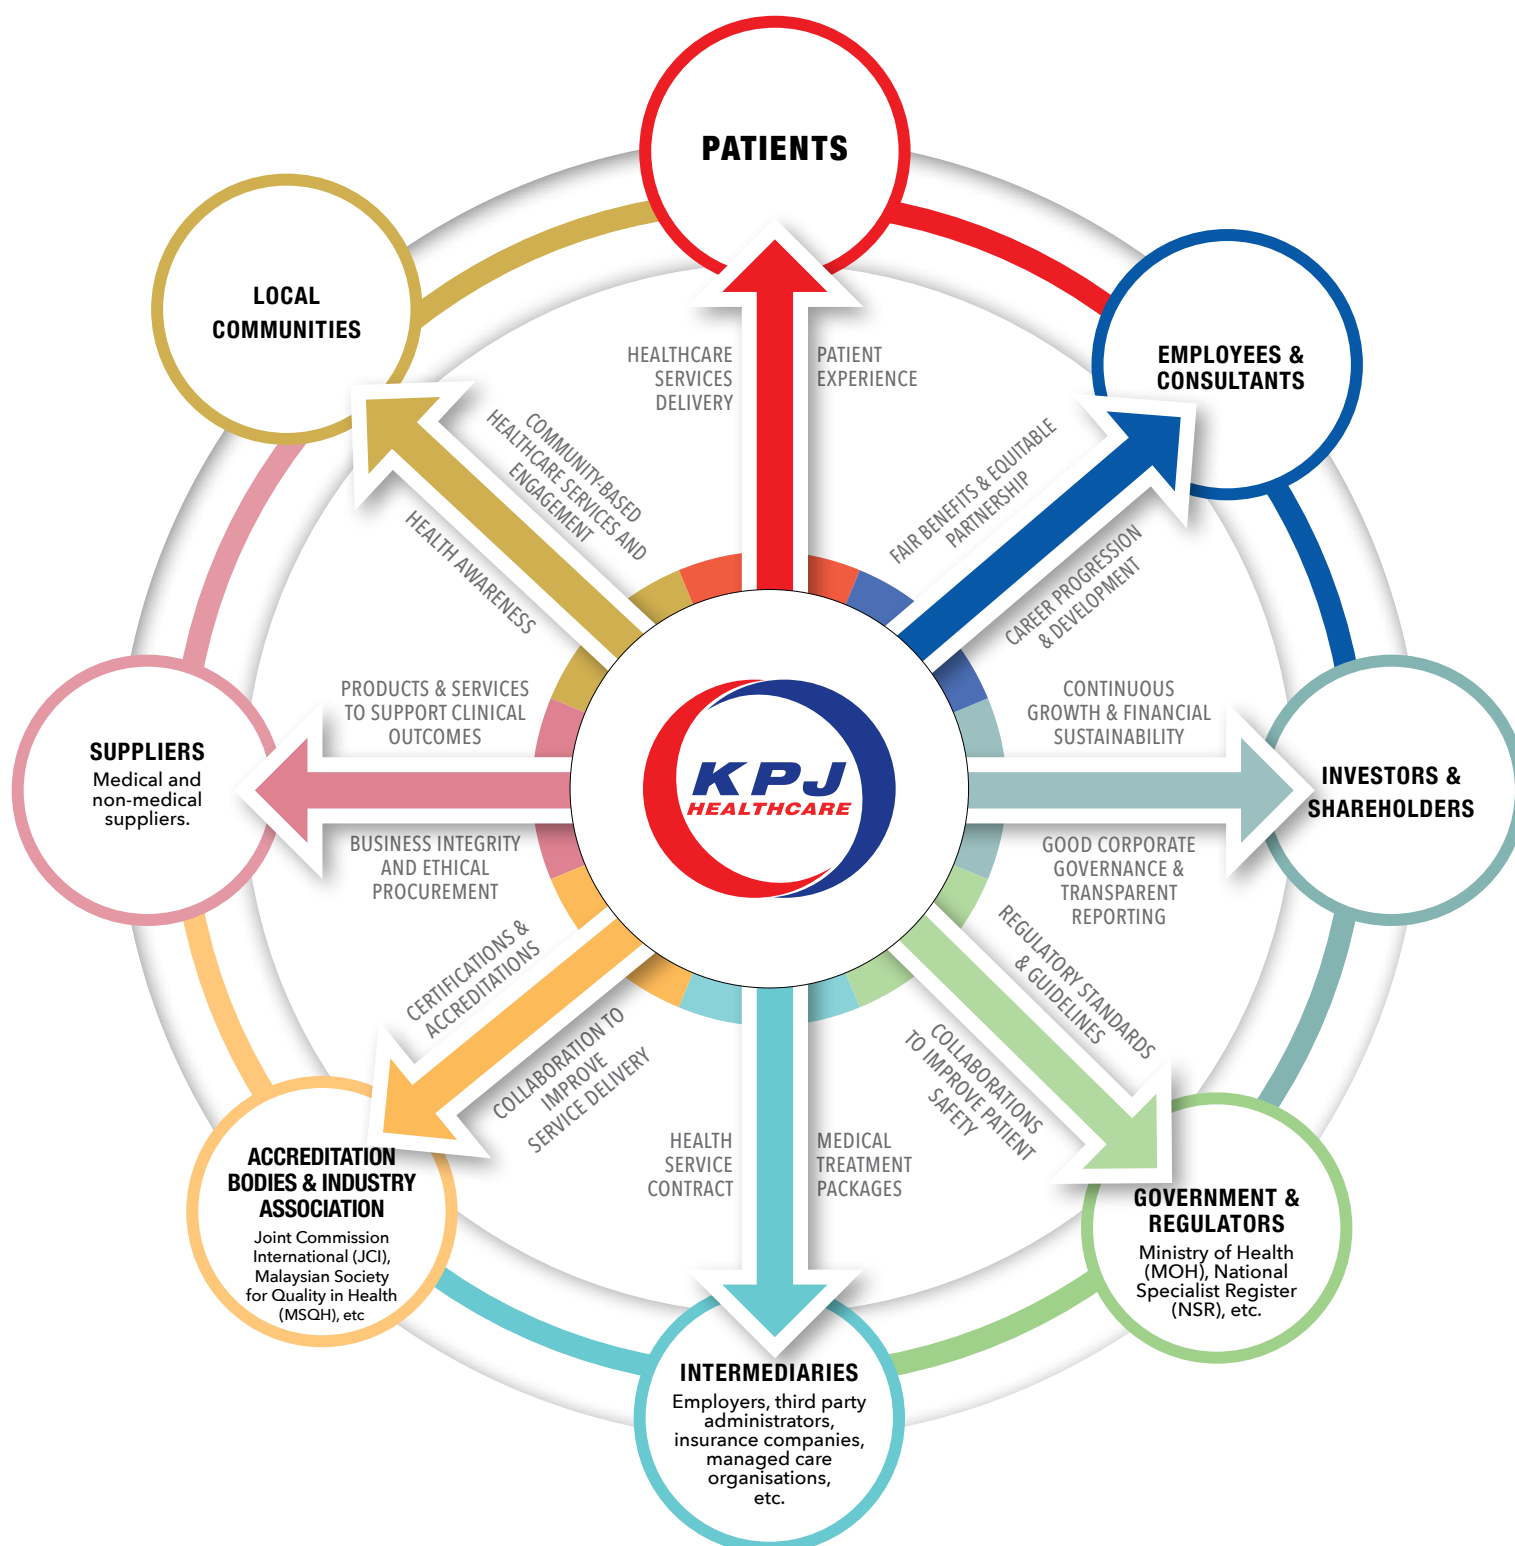 PATIENTS
LOCAL
COMMUNITIES
EMPLOYEES &
CONSULTANTS
HEALTHCARE
SERVICES
DELIVERY
PATIENT
EXPERIENCE
COMMUNITY-BASED
HEALTHCARE SERVICES AND
ENGAGEMENT
HEALTH AWARENESS
FAIR BENEFITS & EQUITABLE
PARTNERSHIP
CAREER PROGRESSION
& DEVELOPMENT
PRODUCTS & SERVICES
TO SUPPORT CLINICAL
OUTCOMES
CONTINUOUS
GROWTH & FINANCIAL
SUSTAINABILITY
SUPPLIERS
Medical and
non-medical
suppliers.
KPJ
HEALTHCARE
INVESTORS &
SHAREHOLDERS
BUSINESS INTEGRITY
AND ETHICAL
PROCUREMENT
GOOD CORPORATE
GOVERNANCE &
TRANSPARENT
REPORTING
CERTIFICATIONS &
ACCREDITATIONS
COLLABORATION TO
IMPROVE
SERVICE DELIVERY
REGULATORY STANDARDS
& GUIDELINES
COLLABORATIONS
TO IMPROVE PATIENT
SAFETY
HEALTH
SERVICE
CONTRACT
MEDICAL
TREATMENT
PACKAGES
ACCREDITATION
BODIES & INDUSTRY
ASSOCIATION
Joint Commission
International (JCI),
Malaysian Society
for Quality in Health
(MSQH), etc
GOVERNMENT &
REGULATORS
Ministry of Health
(MOH), National
Specialist Register
(NSR), etc.
INTERMEDIARIES
Employers, third party
administrators,
insurance companies,
managed care
organisations,
etc.